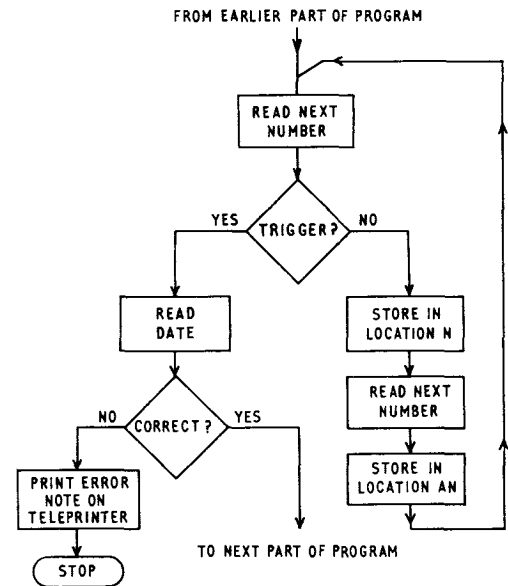 FROM EARLIER PART OF PROGRAM
READ NEXT
NUMBER
YES
TRIGGER?
NO
READ
DATE
STORE IN
LOCATION N
READ NEXT
NUMBER
NO
CORRECT?
YES
STORE IN
LOCATION AN
PRINT ERROR
NOTE ON
TELEPRINTER
TO NEXT PART OF PROGRAM
STOP